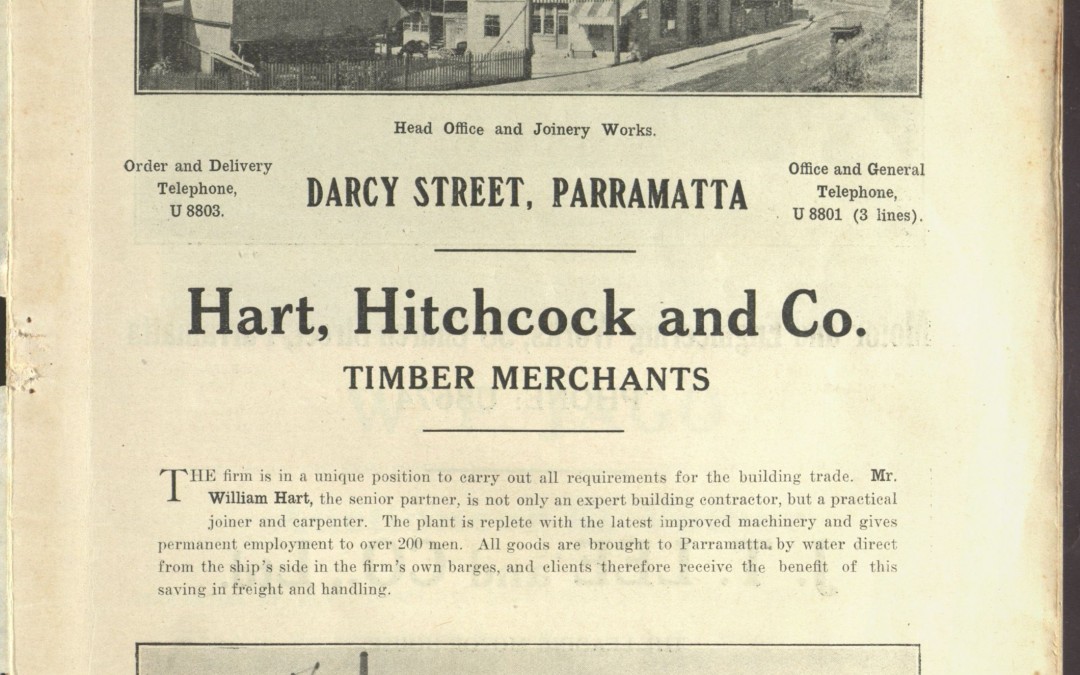 Head Office and Joinery Works.
Order and Delivery
Telephone,
U 8803.
DARCY STREET, PARRAMATTA
Office and General
Telephone,
U 8801 (3 lines).
Hart, Hitchcock and Co.
TIMBER MERCHANTS
THE firm is in a unique position to carry out all requirements for the building trade. Mr.
William Hart, the senior partner, is not only an expert building contractor, but a practical
joiner and carpenter. The plant is replete with the latest improved machinery and gives
permanent employment to over 200 men. All goods are brought to Parramatta by water direct
from the ship's side in the firm's own barges, and clients therefore receive the benefit of this
saving in freight and handling.